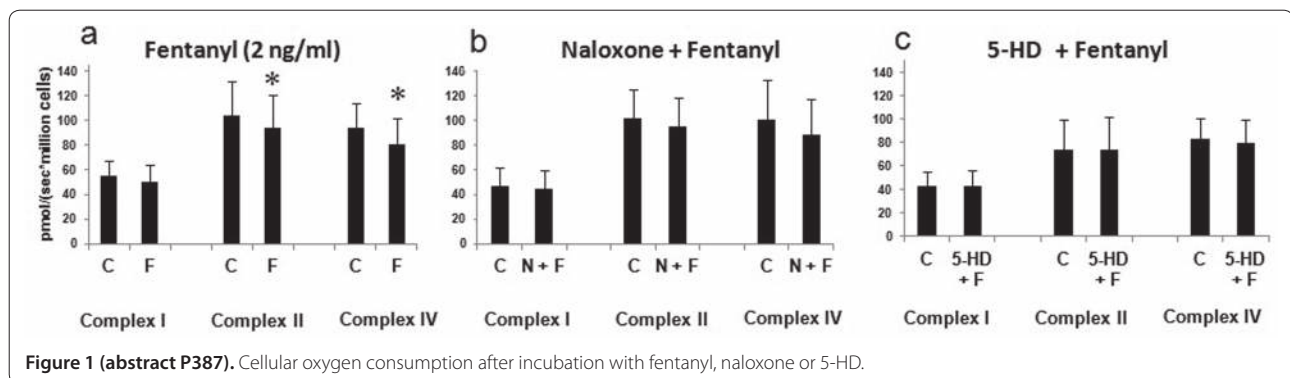 a
Fentanyl (2 ng/ml)
pmol/(sec*million cells)
140
120
100
80
60
40
20
0
*
*
C F C F C F
Complex I Complex II Complex IV
b
Naloxone + Fentanyl
140
120
100
80
60
40
20
0
C N + F C N + F C N + F
Complex I Complex II Complex IV
c
5-HD + Fentanyl
140
120
100
80
60
40
20
0
C 5-HD C 5-HD C 5-HD
+ F + F + F
Complex I Complex II Complex IV
Figure 1 (abstract P387). Cellular oxygen consumption after incubation with fentanyl, naloxone or 5-HD.